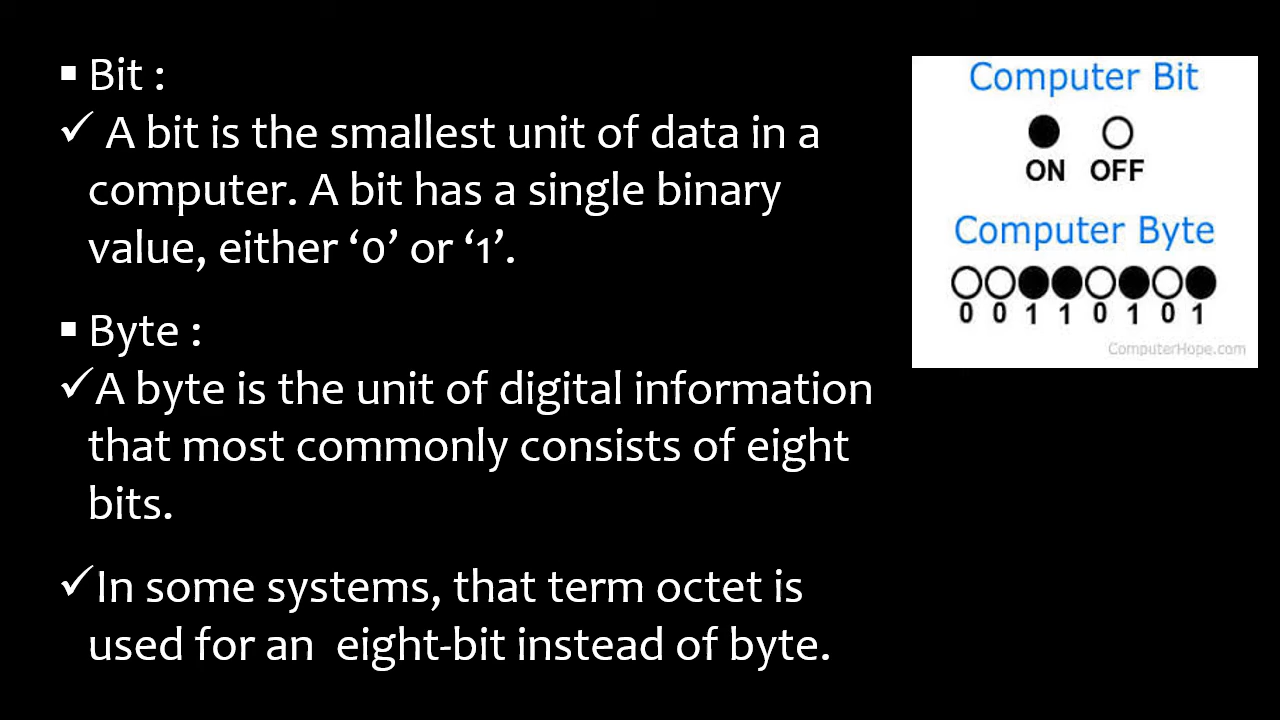 ▪ Bit :
✓ A bit is the smallest unit of data in a
computer. A bit has a single binary
value, either ‘0’ or ‘1’.
▪ Byte :
✓A byte is the unit of digital information
that most commonly consists of eight
bits.
✓In some systems, that term octet is
used for an eight-bit instead of byte.
Computer Bit
ON OFF
Computer Byte
0 0 1 1 0 1 0 1
ComputerHope.com